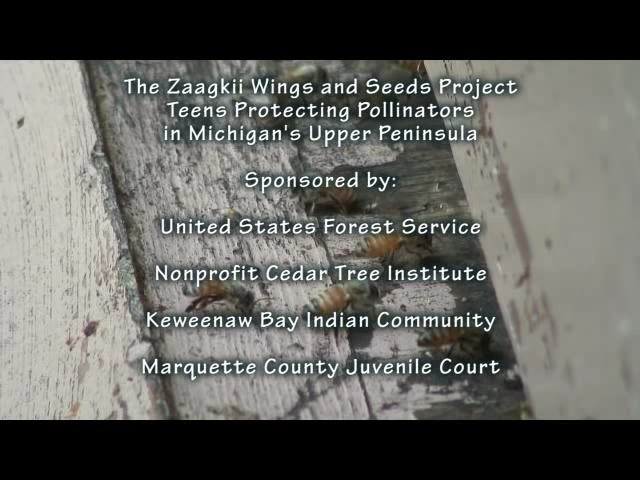 The Zaagkii Wings and Seeds Project
Teens Protecting Pollinators
in Michigan's Upper Peninsula
Sponsored by:
United States Forest Service
Nonprofit Cedar Tree Institute
Keweenaw Bay Indian Community
Marquette County Juvenile Court